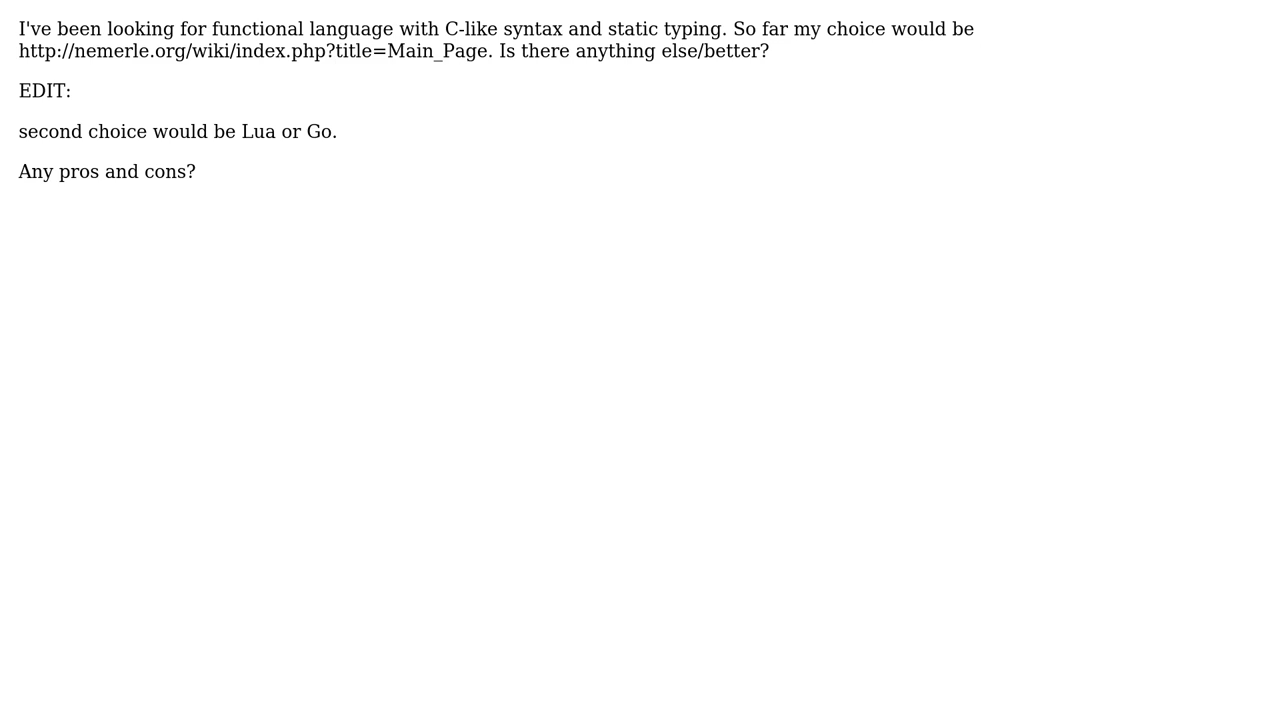 I've been looking for functional language with C-like syntax and static typing. So far my choice would be
http://nemerle.org/wiki/index.php?title=Main_Page. Is there anything else/better?
EDIT:
second choice would be Lua or Go.
Any pros and cons?